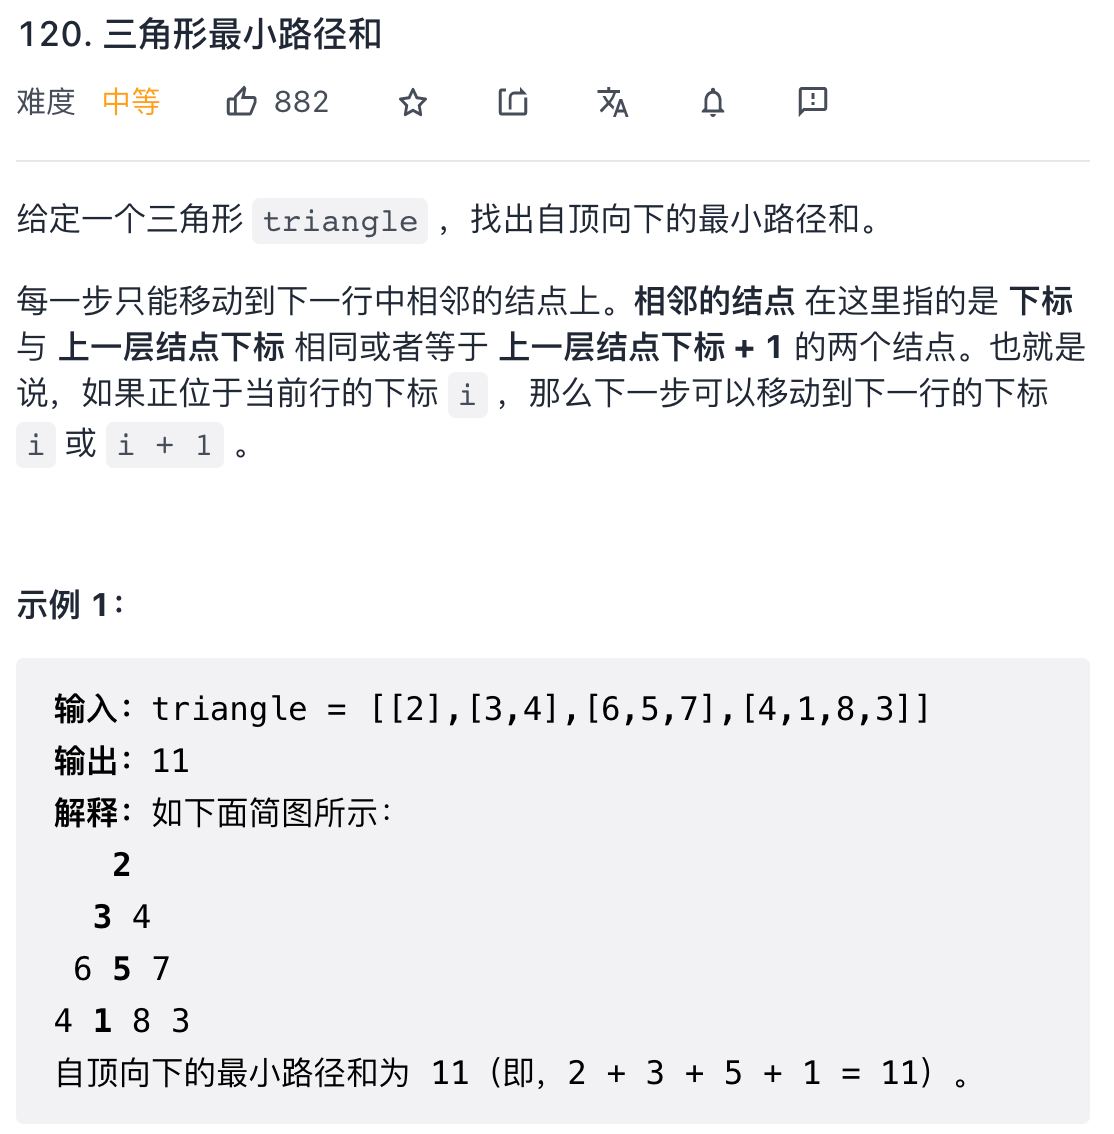 120. 三角形最小路径和
难度 中等 882
给定一个三角形 triangle ，找出自顶向下的最小路径和。
每一步只能移动到下一行中相邻的结点上。相邻的结点 在这里指的是 下标
与 上一层结点下标 相同或者等于 上一层结点下标 + 1 的两个结点。也就是
说，如果正位于当前行的下标 i ，那么下一步可以移动到下一行的下标
i 或 i + 1 。
示例 1：
输入：triangle = [[2],[3,4],[6,5,7],[4,1,8,3]]
输出：11
解释：如下面简图所示：
2
3 4
6 5 7
4 1 8 3
自顶向下的最小路径和为 11（即，2 + 3 + 5 + 1 = 11）。